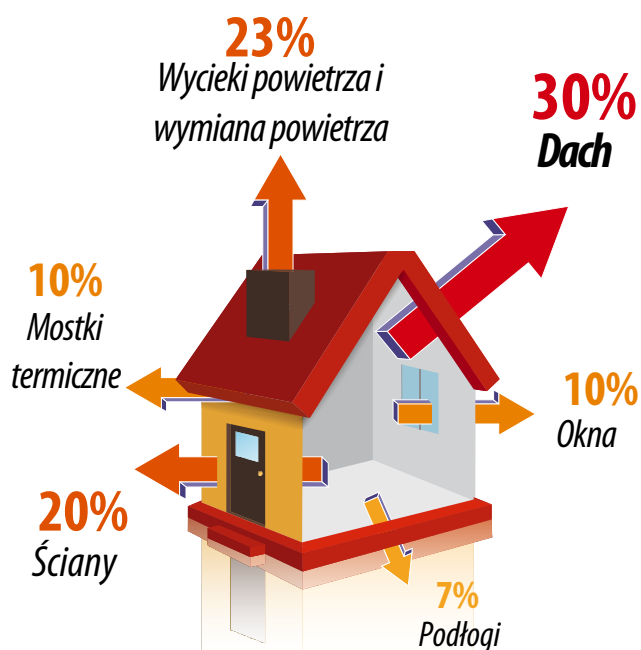 23%
Wycieki powietrza i
wymiana powietrza
30%
Dach
10%
Mostki
termiczne
10%
Okna
20%
Ściany
7%
Podłogi